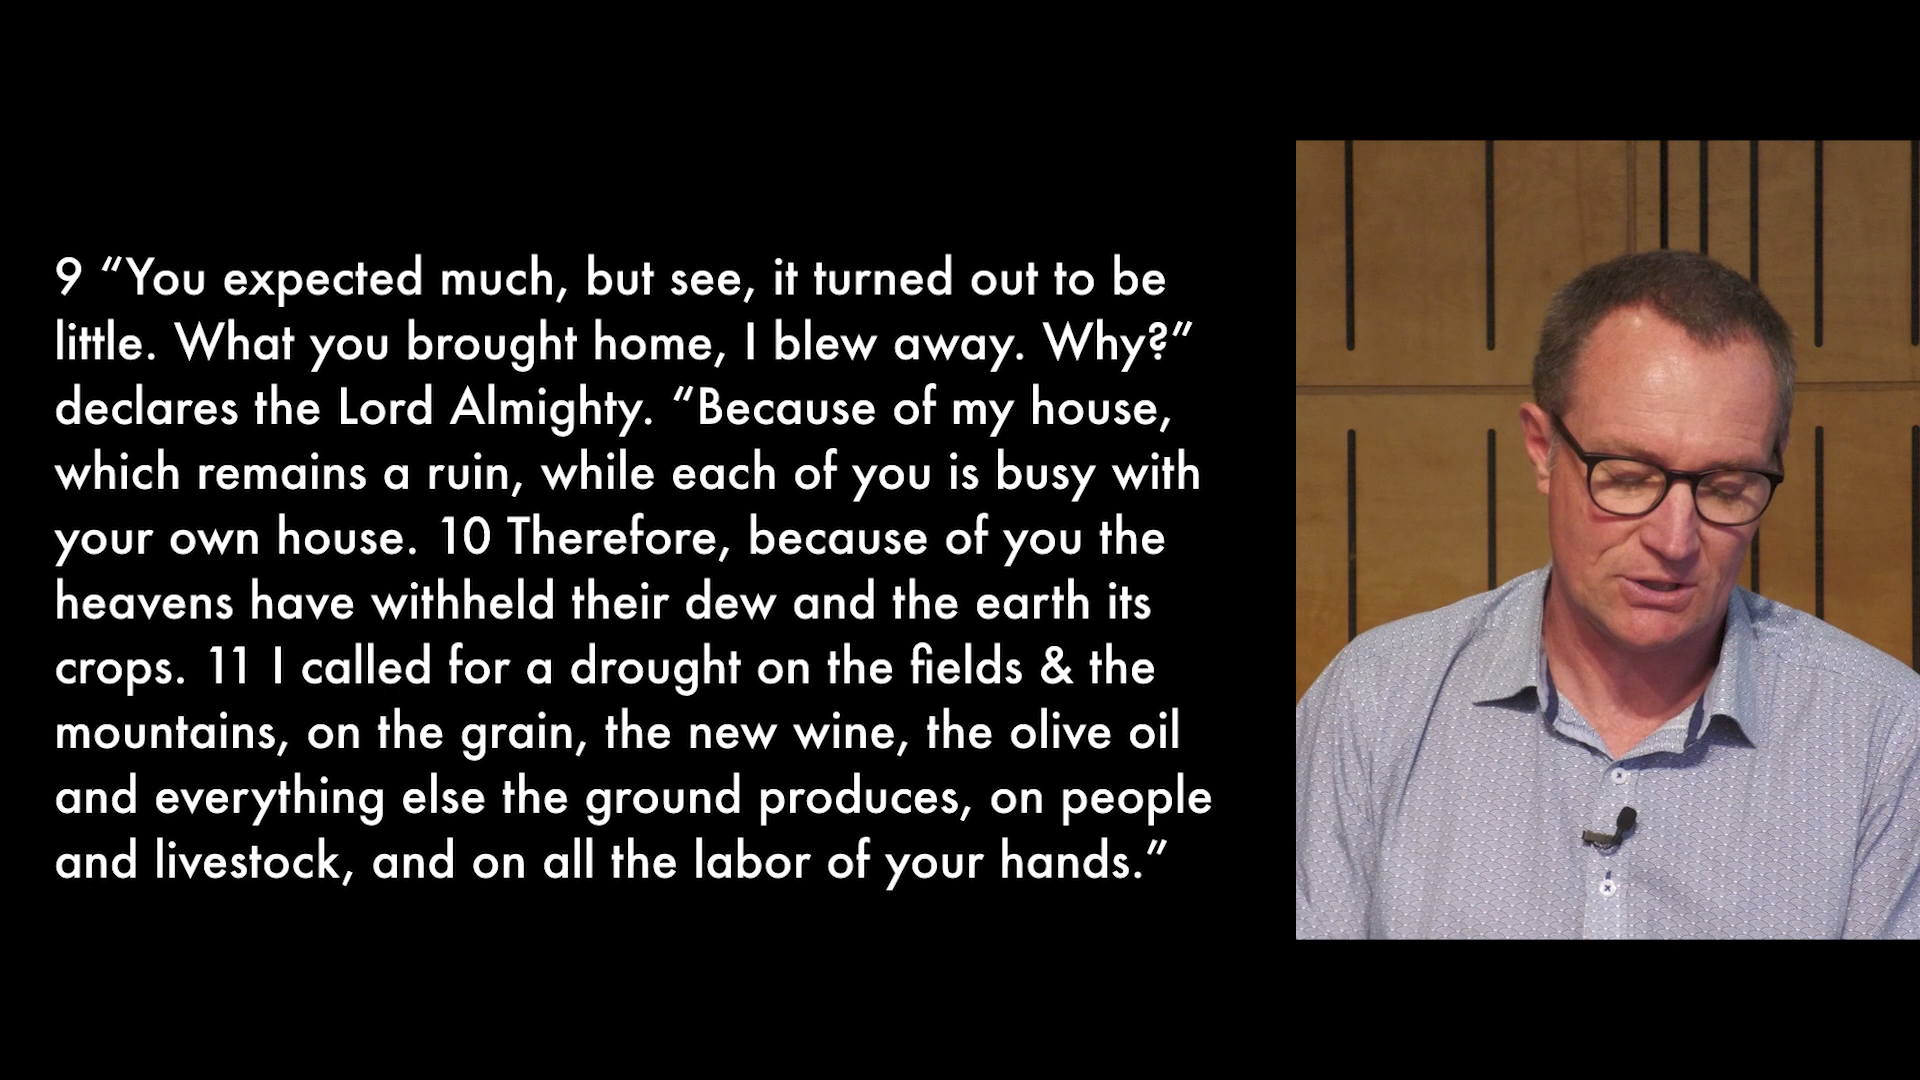 9 “You expected much, but see, it turned out to be
little. What you brought home, I blew away. Why?”
declares the Lord Almighty. “Because of my house,
which remains a ruin, while each of you is busy with
your own house. 10 Therefore, because of you the
heavens have withheld their dew and the earth its
crops. 11 I called for a drought on the fields & the
mountains, on the grain, the new wine, the olive oil
and everything else the ground produces, on people
and livestock, and on all the labor of your hands.”